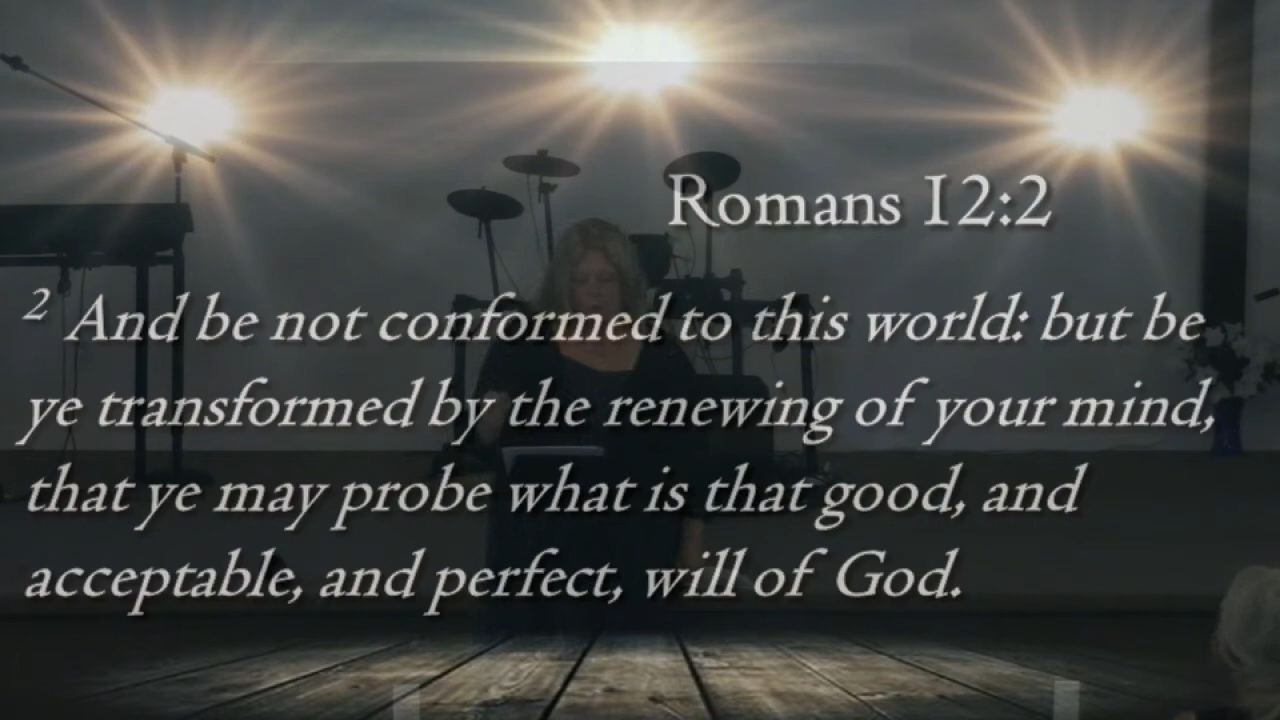 Romans 12:2
2 And be not conformed to this world: but be
ye transformed by the renewing of your mind,
that ye may probe what is that good, and
acceptable, and perfect, will of God.